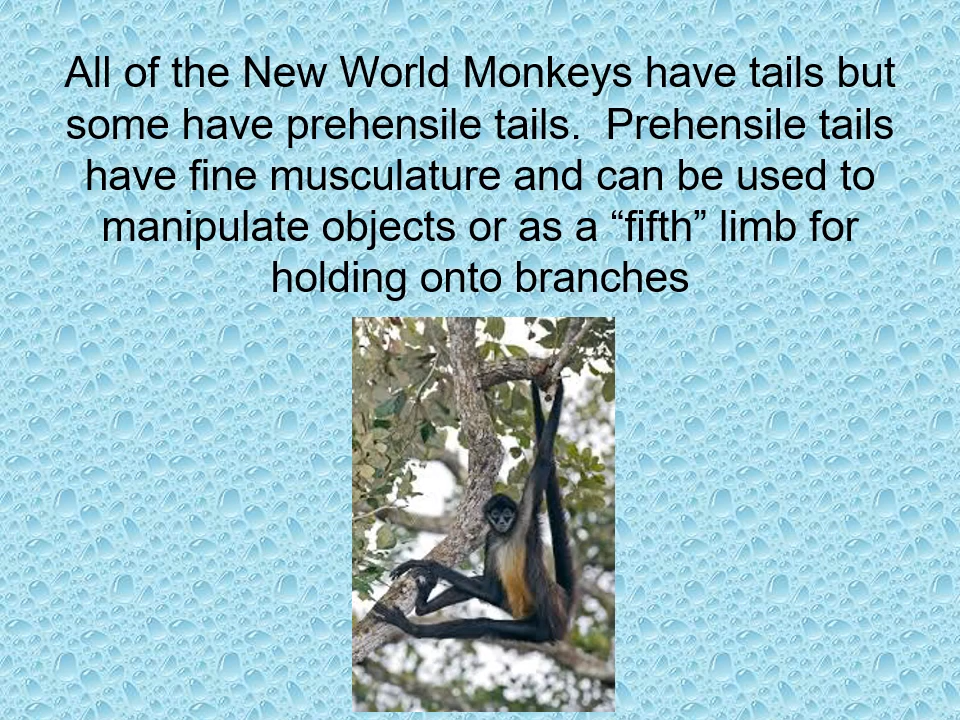 All of the New World Monkeys have tails but
some have prehensile tails.  Prehensile tails
have fine musculature and can be used to
manipulate objects or as a “fifth” limb for
holding onto branches